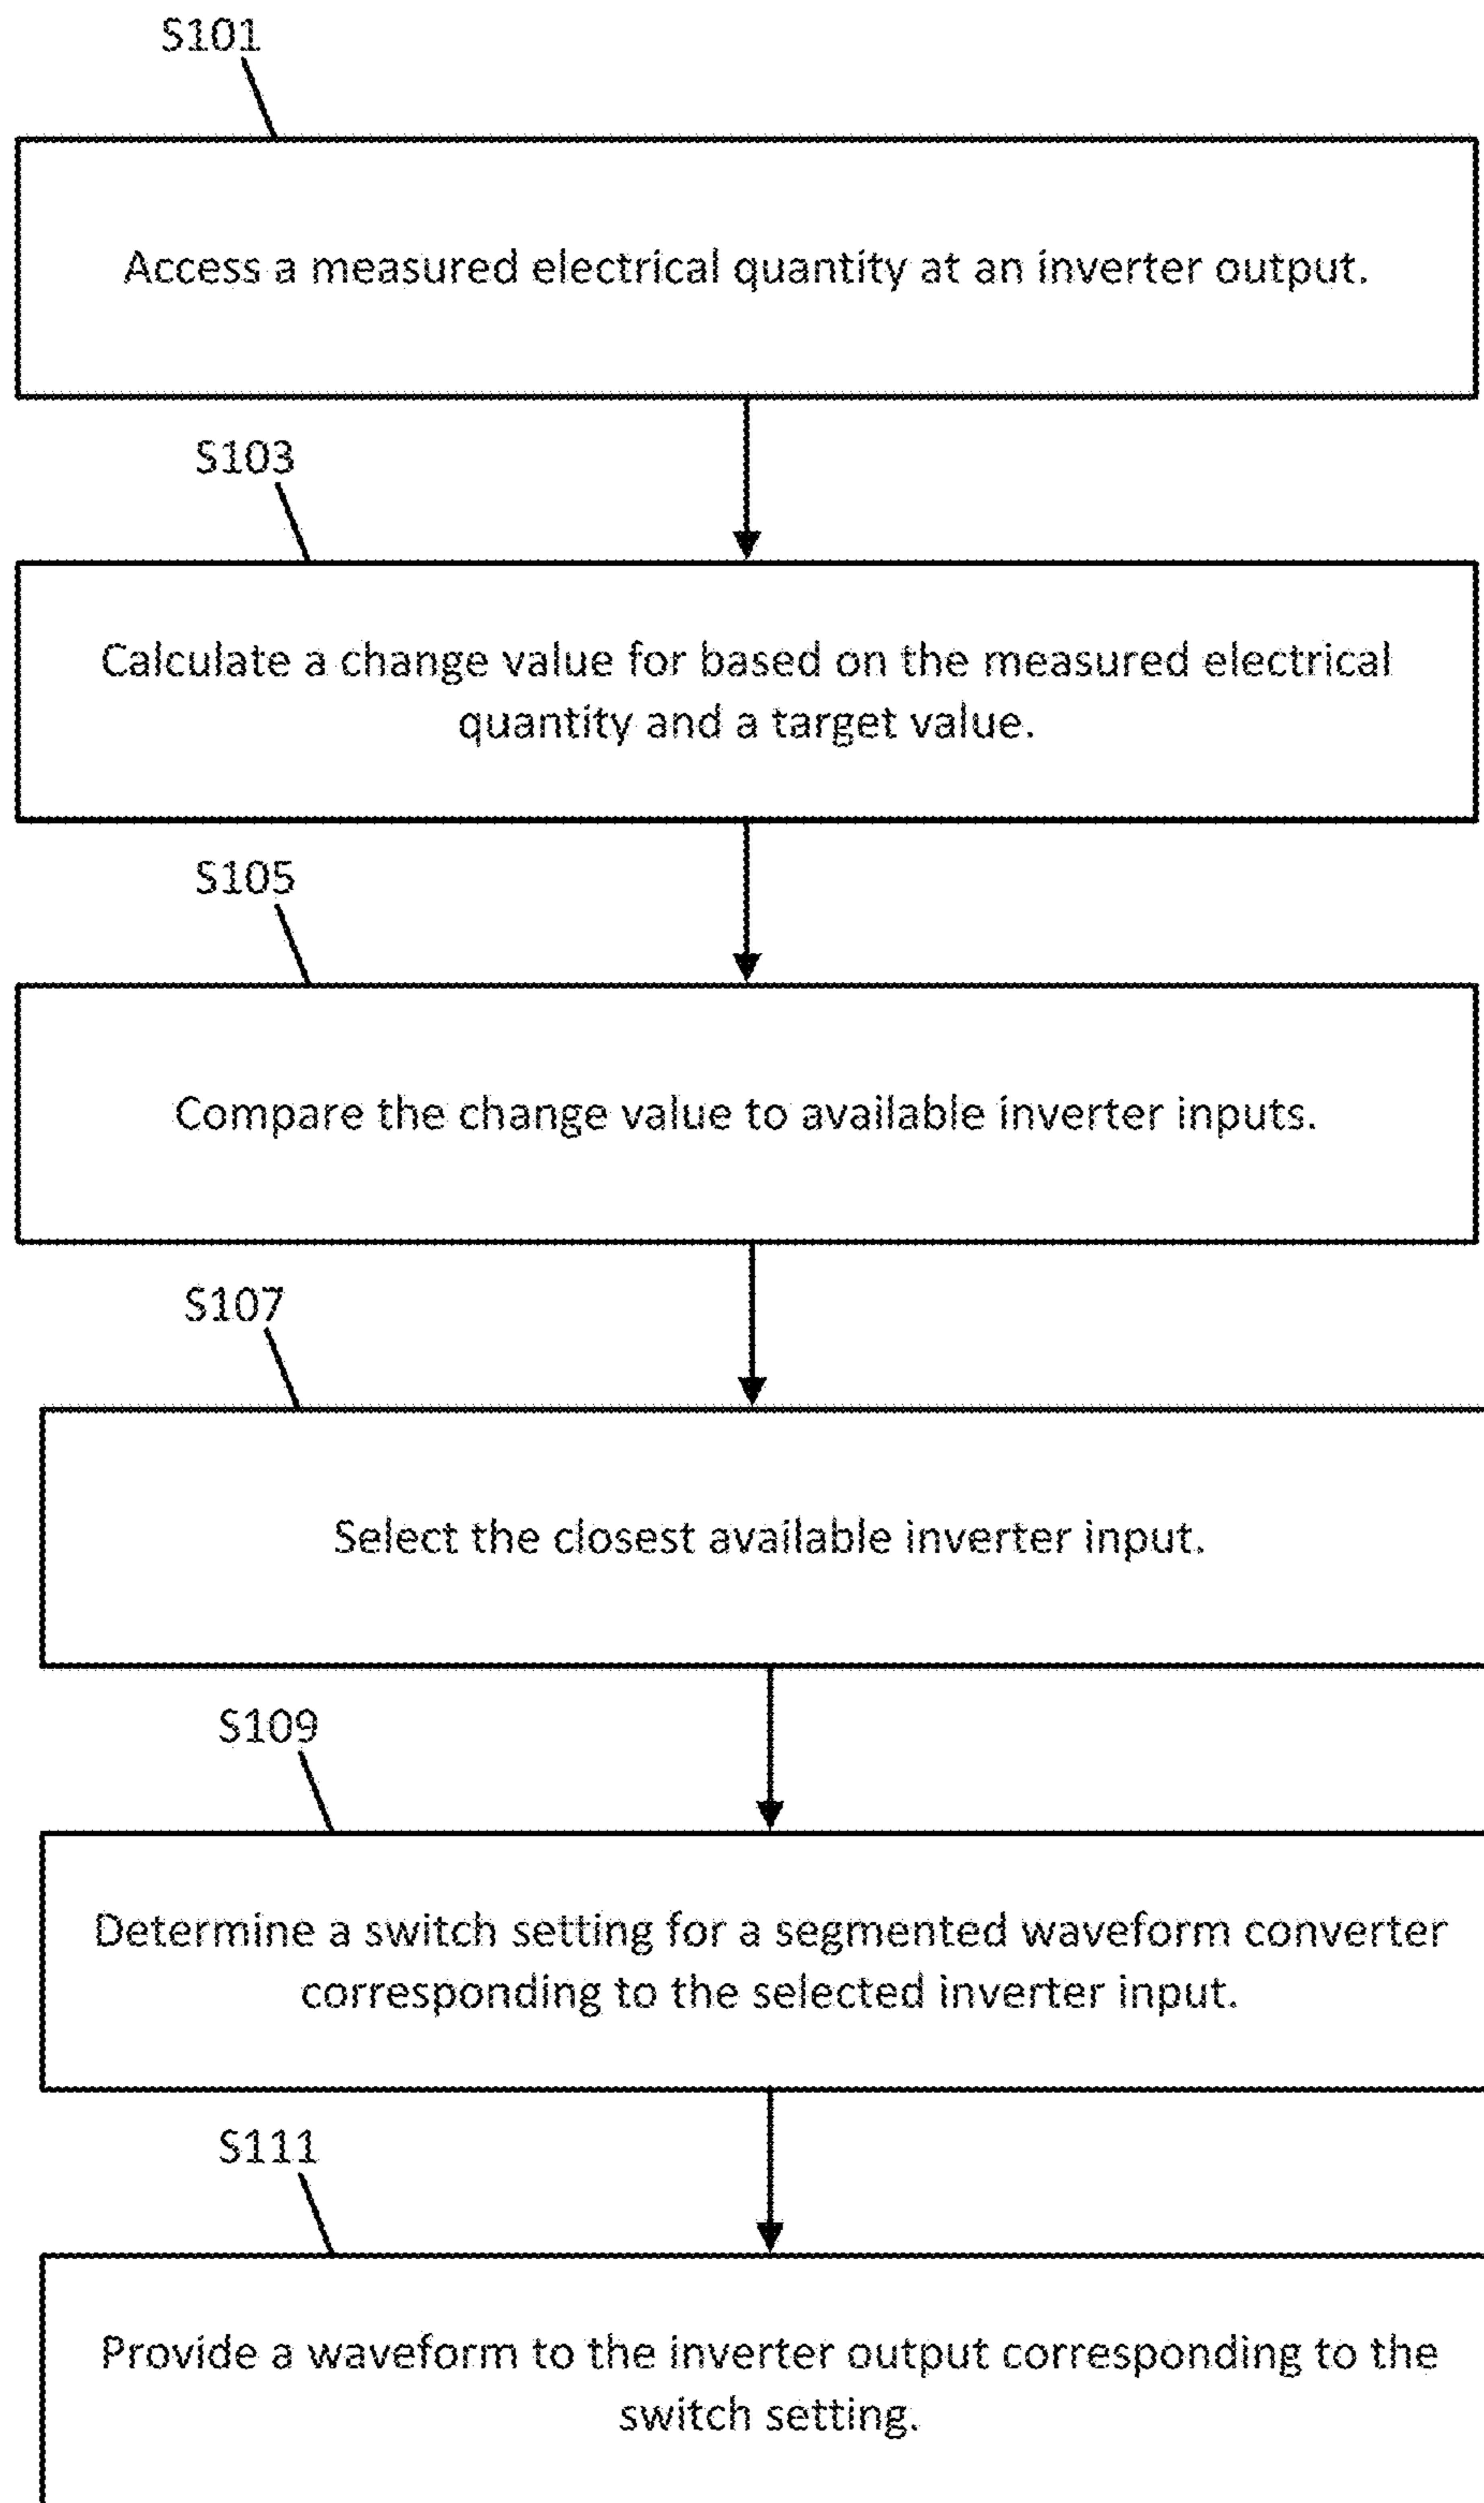 S101
Access a measured electrical quantity at an inverter output.
S103
Calculate a change value for based on the measured electrical
quantity and a target value.
S105
Compare the change value to available inverter inputs.
S107
Select the closest available inverter input.
S109
Determine a switch setting for a segmented waveform converter
corresponding to the selected inverter input.
S111
Provide a waveform to the inverter output corresponding to the
switch setting.